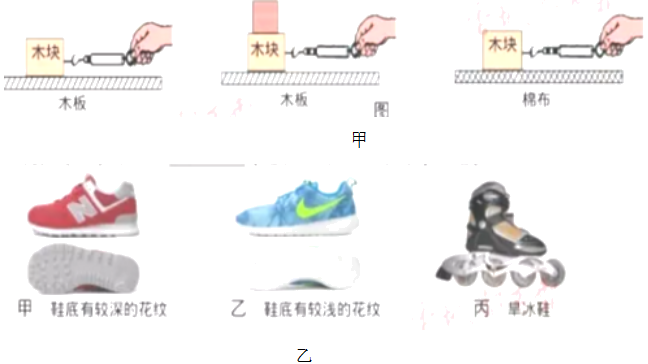 木块 木块 木块
木板 木板 棉布
图
甲
N
甲 鞋底有较深的花纹 乙 鞋底有较浅的花纹 丙 旱冰鞋
乙